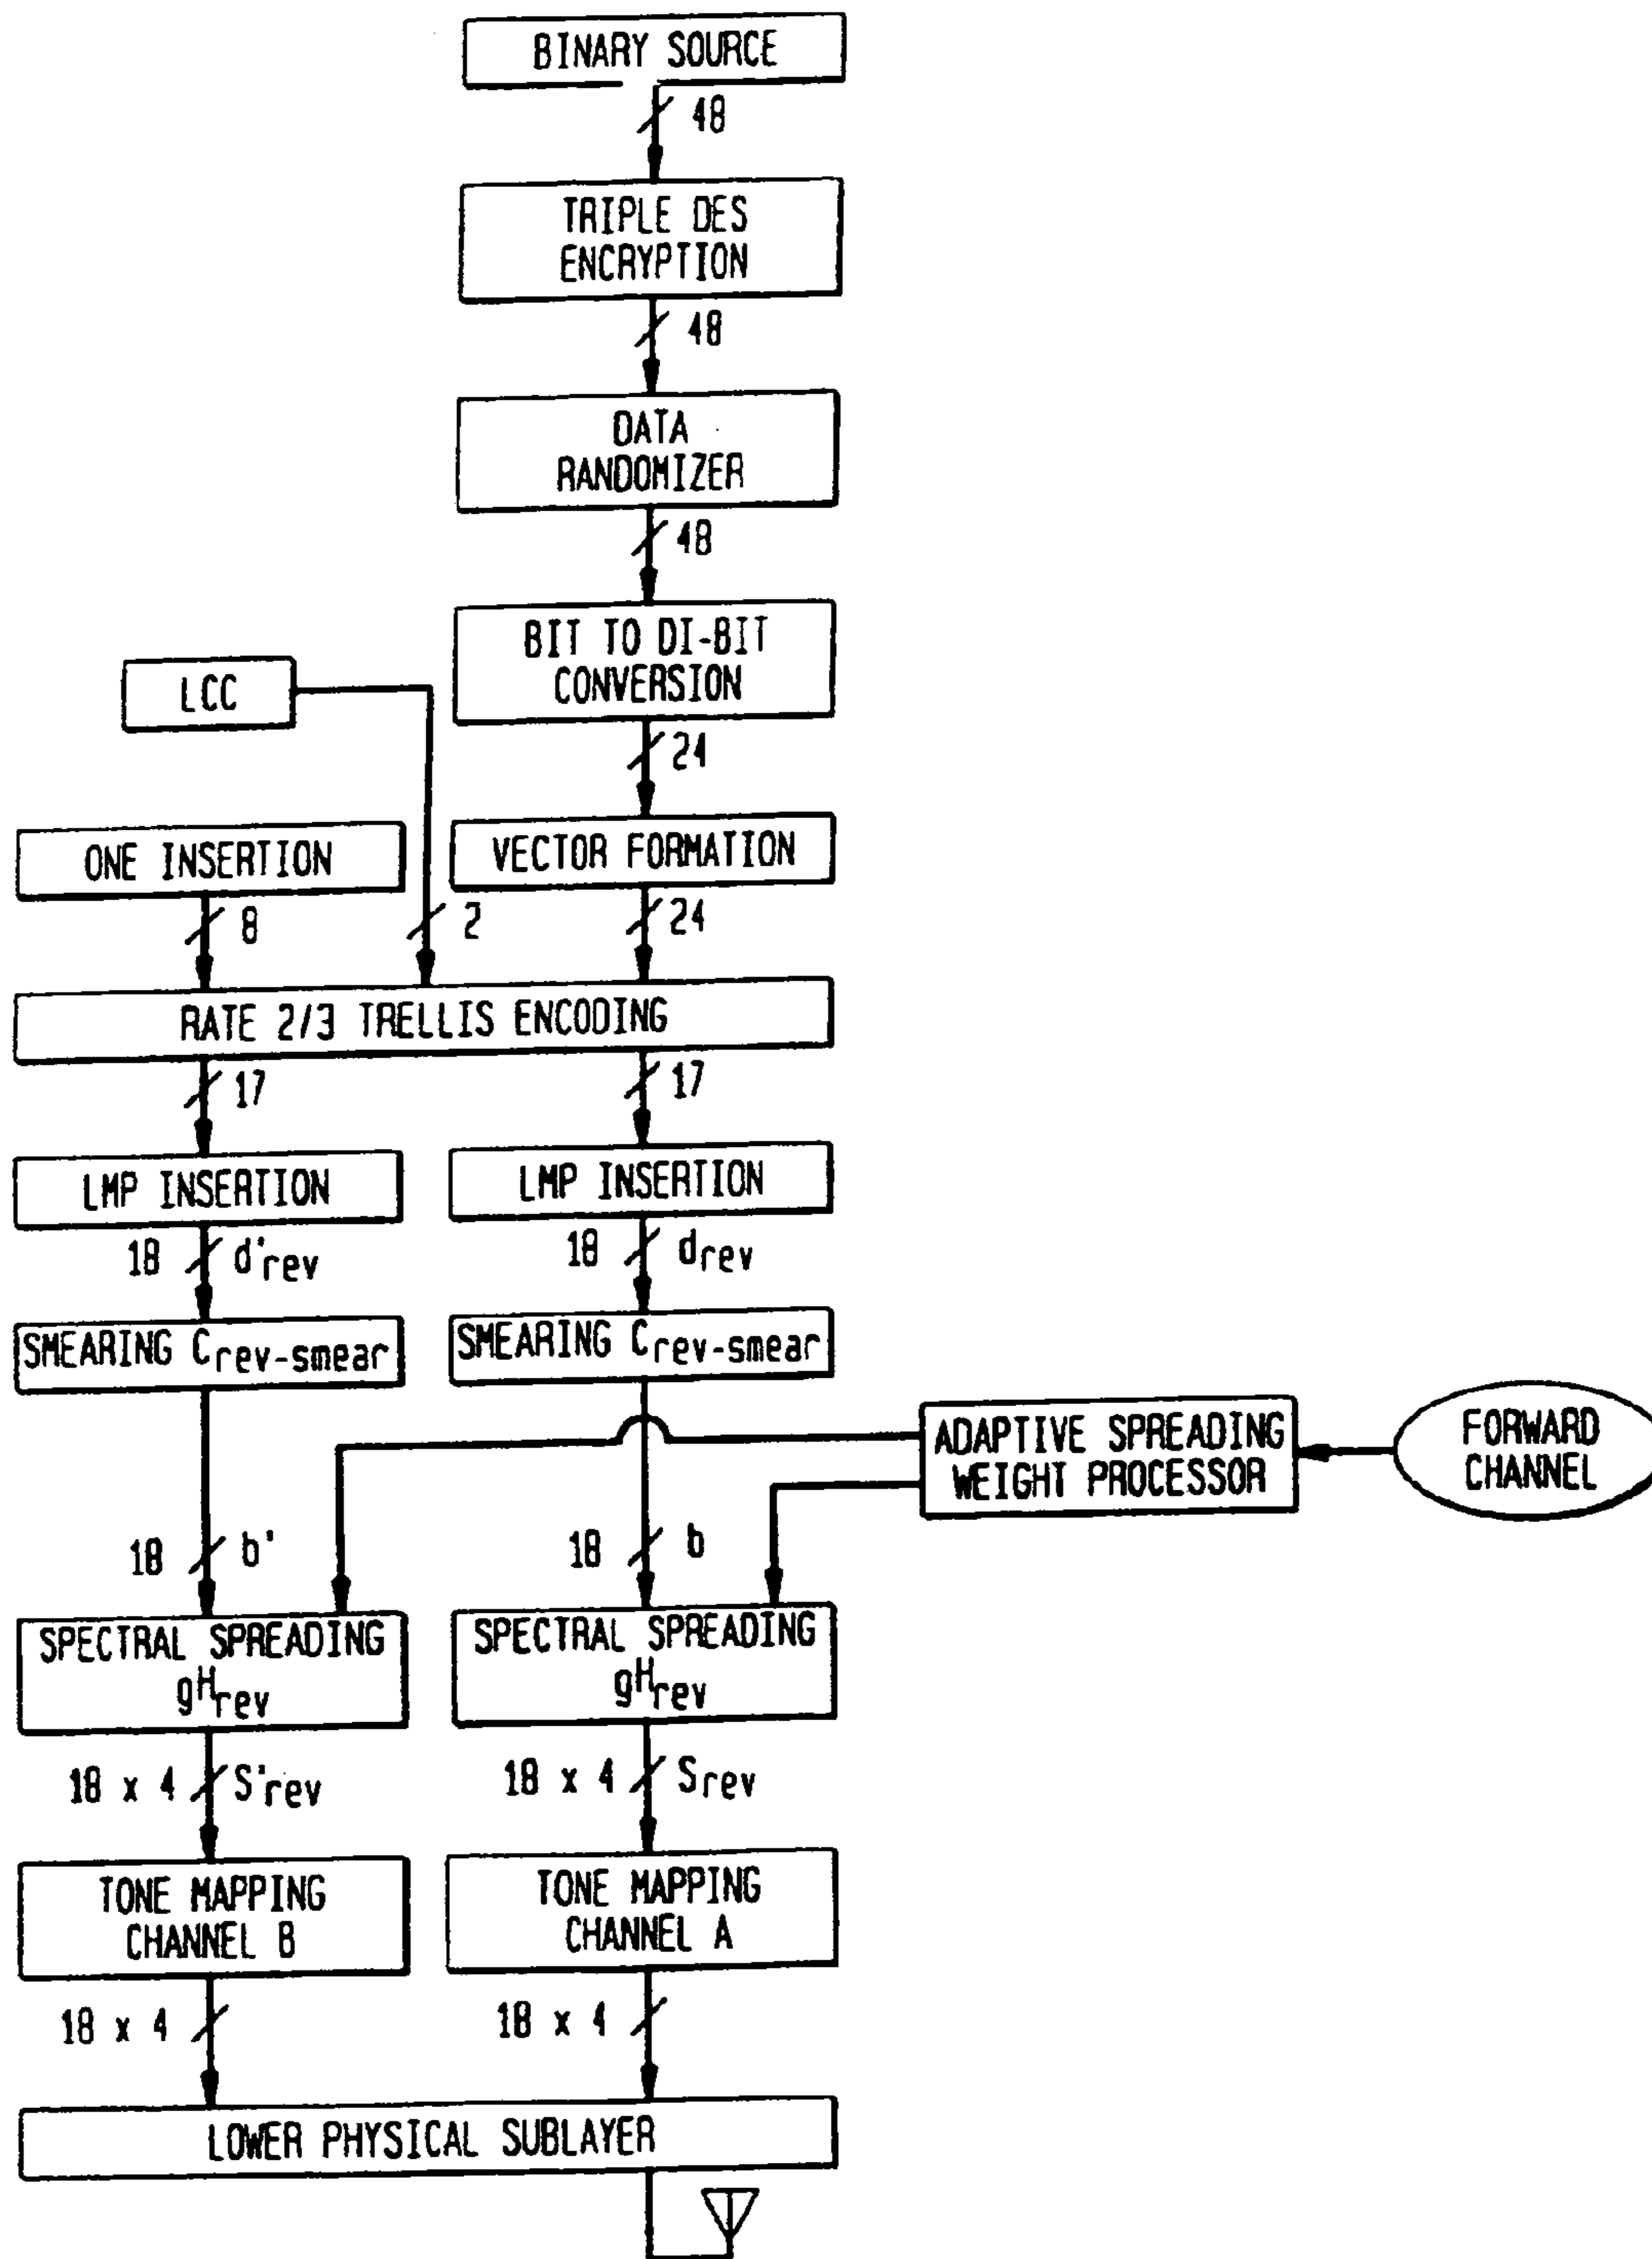 BINARY SOURCE
48
TRIPLE DES
ENCRYPTION
48
DATA
RANDOMIZER
48
BIT TO DI-BIT
CONVERSION
LCC
24
ONE INSERTION
VECTOR FORMATION
8
2
24
RATE 2/3 TRELLIS ENCODING
17
17
LMP INSERTION
LMP INSERTION
18 d'rev
18 drev
SMEARING Crev-smear
SMEARING Crev-smear
ADAPTIVE SPREADING
WEIGHT PROCESSOR
FORWARD
CHANNEL
18 b'
18 b
SPECTRAL SPREADING
gHrev
SPECTRAL SPREADING
gHrev
18 x 4 S'rev
18 x 4 Srev
TONE MAPPING
CHANNEL B
TONE MAPPING
CHANNEL A
18 x 4
18 x 4
LOWER PHYSICAL SUBLAYER